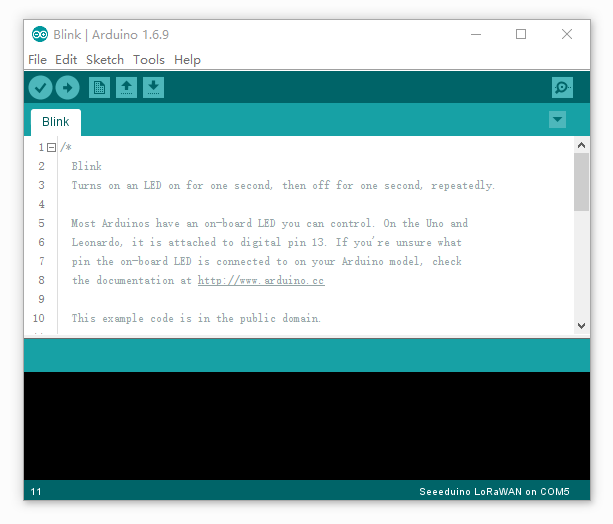 Blink | Arduino 1.6.9
File Edit Sketch Tools Help
Blink
1 /*
2 Blink
3 Turns on an LED on for one second, then off for one second, repeatedly.
4
5 Most Arduinos have an on-board LED you can control. On the Uno and
6 Leonardo, it is attached to digital pin 13. If you're unsure what
7 pin the on-board LED is connected to on your Arduino model, check
8 the documentation at http://www.arduino.cc
9
10 This example code is in the public domain.
11 Seeeduino LoRaWAN on COM5